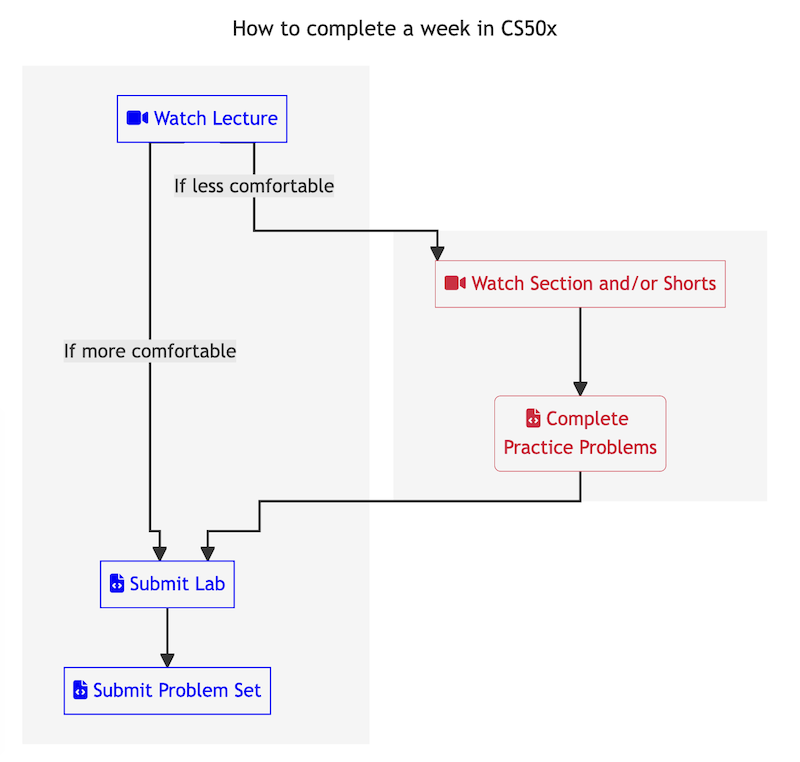 How to complete a week in CS50x
Watch Lecture
If less comfortable
Watch Section and/or Shorts
If more comfortable
Complete
Practice Problems
Submit Lab
Submit Problem Set